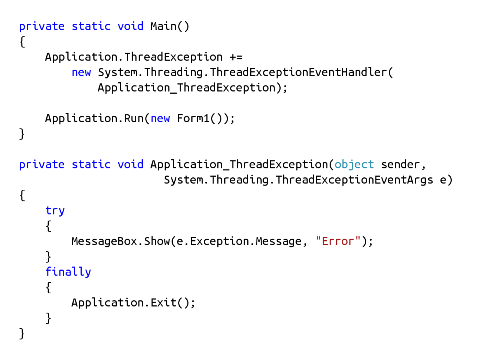 private static void Main()
{
    Application.ThreadException +=
        new System.Threading.ThreadExceptionEventHandler(
            Application_ThreadException);

    Application.Run(new Form1());
}

private static void Application_ThreadException(object sender,
                      System.Threading.ThreadExceptionEventArgs e)
{
    try
    {
        MessageBox.Show(e.Exception.Message, "Error");
    }
    finally
    {
        Application.Exit();
    }
}